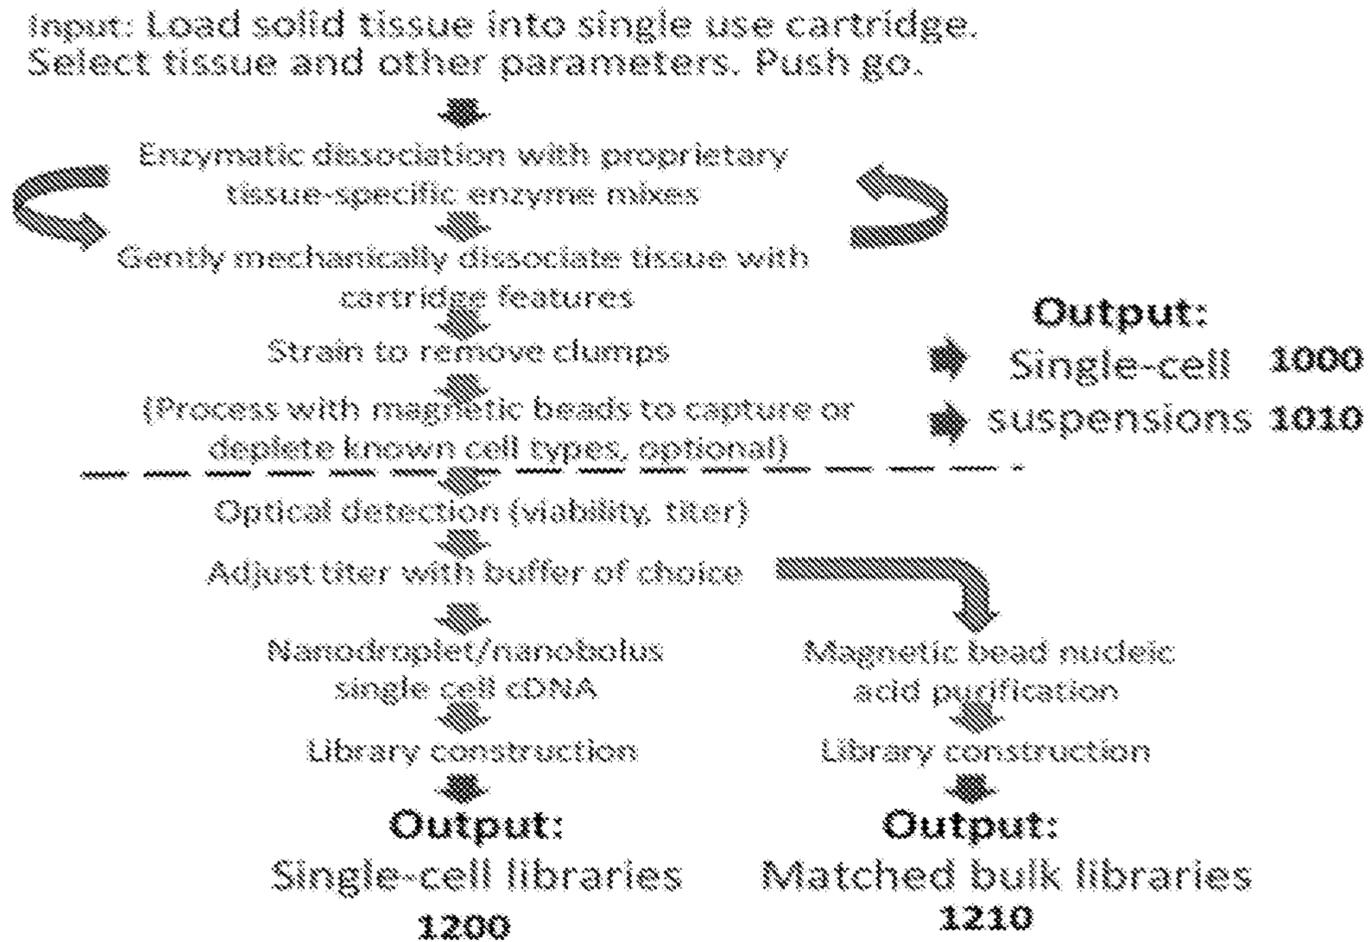 Input: Load solid tissue into single use cartridge.
Select tissue and other parameters. Push go.
Enzymatic dissociation with proprietary
tissue-specific enzyme mixes
Gently mechanically dissociate tissue with
cartridge features
Strain to remove clumps
(Process with magnetic beads to capture or
deplete known cell types, optional)
Output:
Single-cell 1000
suspensions 1010
Optical detection (viability, titer)
Adjust titer with buffer of choice
Nanodroplet/nanobolus
single cell cDNA
Library construction
Output:
Single-cell libraries
1200
Magnetic bead nucleic
acid purification
Library construction
Output:
Matched bulk libraries
1210